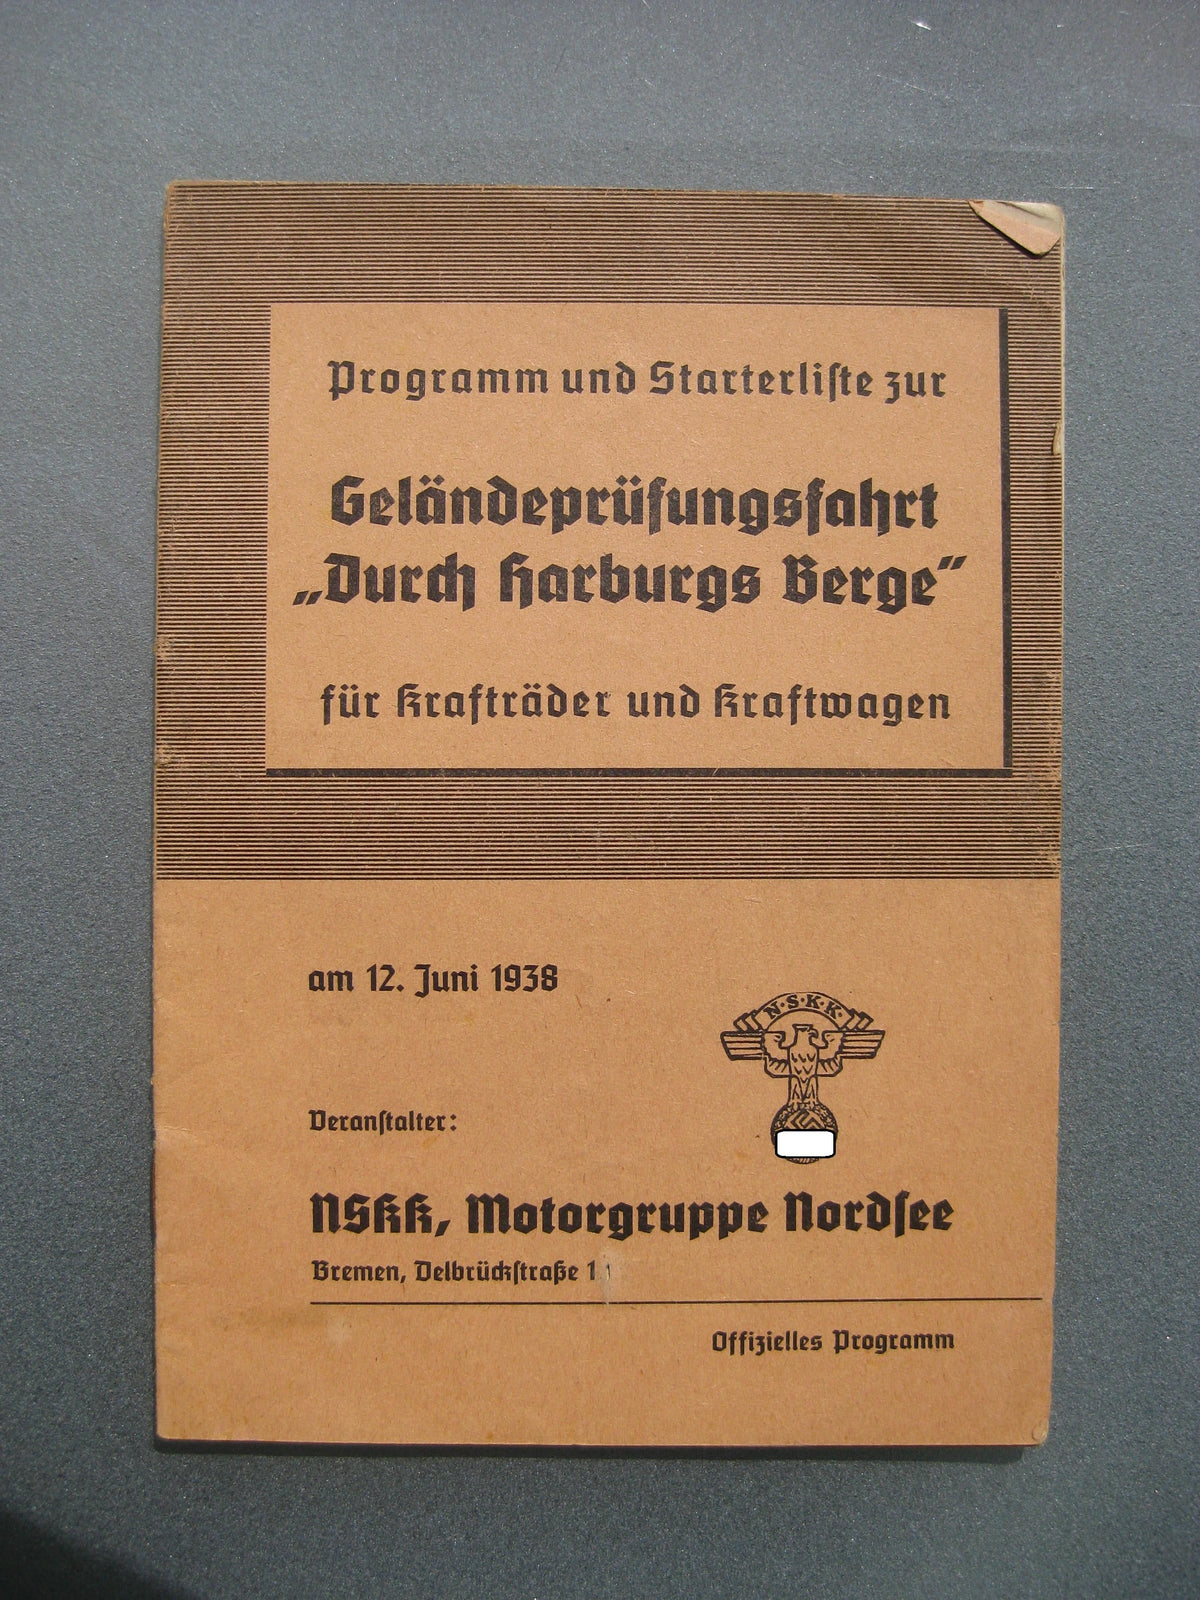 Programm und Starterliſte zur
Geländeprüfungsfahrt
„Durch Harburgs Berge“
für Krafträder und Kraftwagen
am 12. Juni 1938
N·S·K·K·
Veranſtalter:
NSKK, Motorgruppe Nordſee
Bremen, Delbrückſtraße
Offizielles Programm